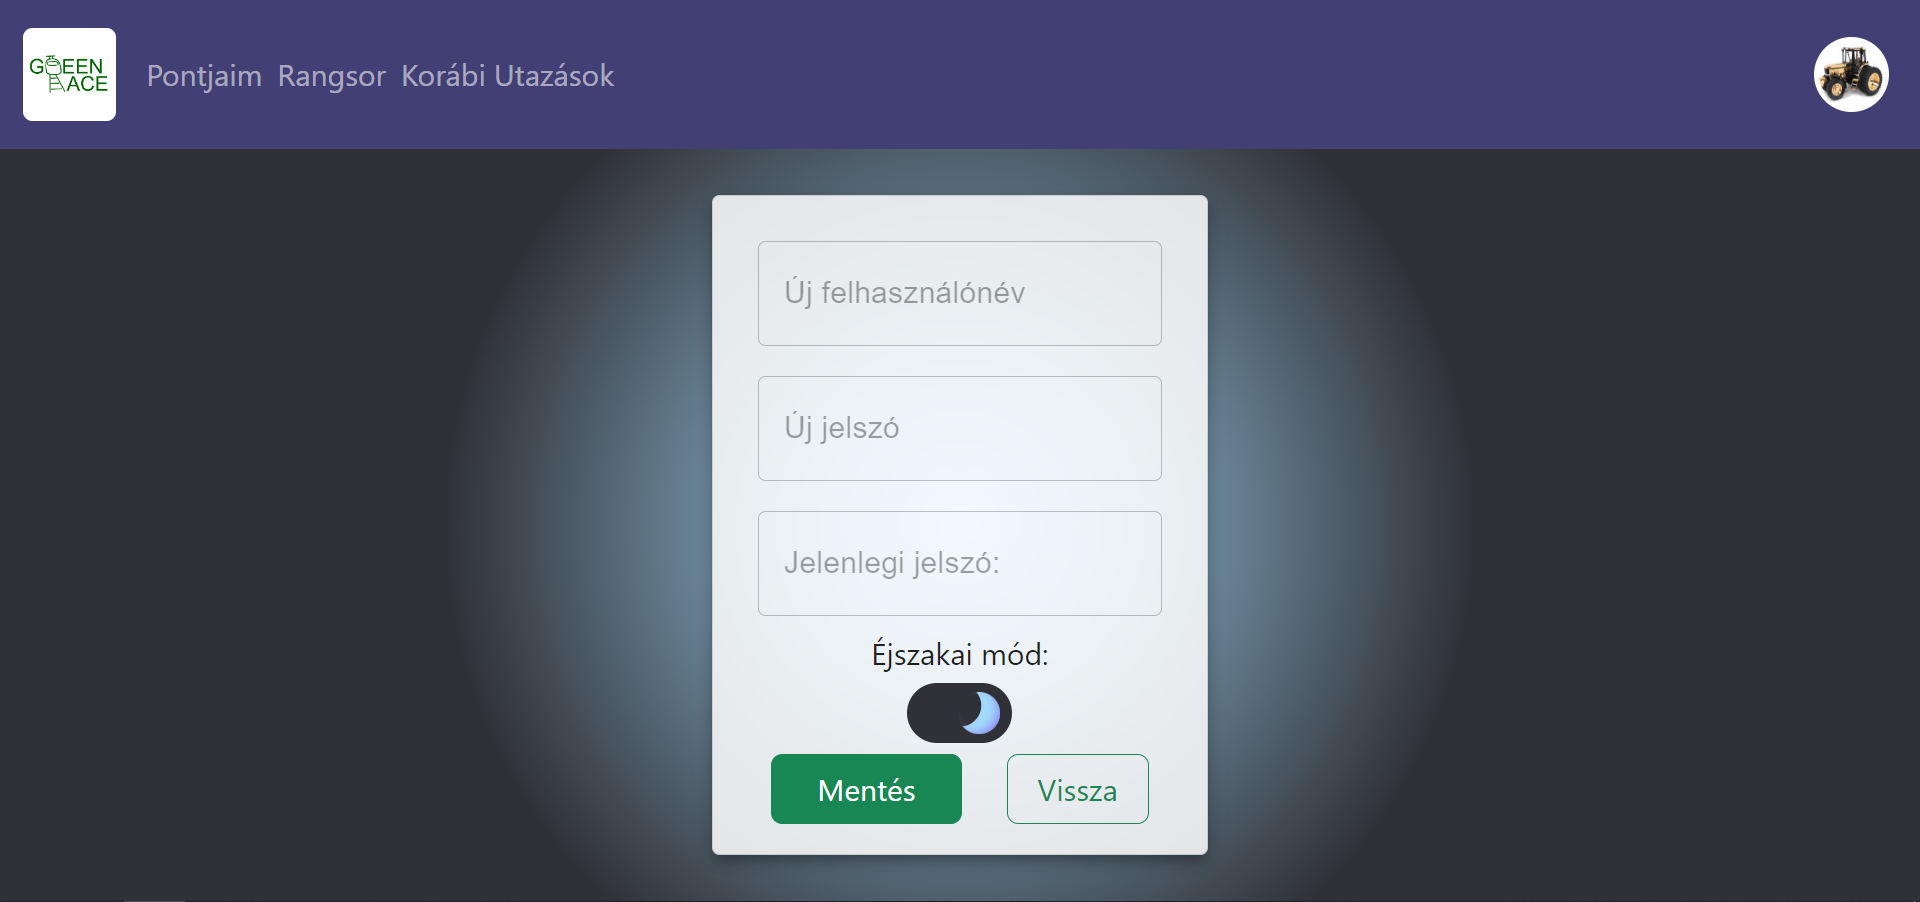 GREEN
RACE
Pontjaim Rangsor Korábi Utazások
Új felhasználónév
Új jelszó
Jelenlegi jelszó:
Éjszakai mód:
Mentés Vissza